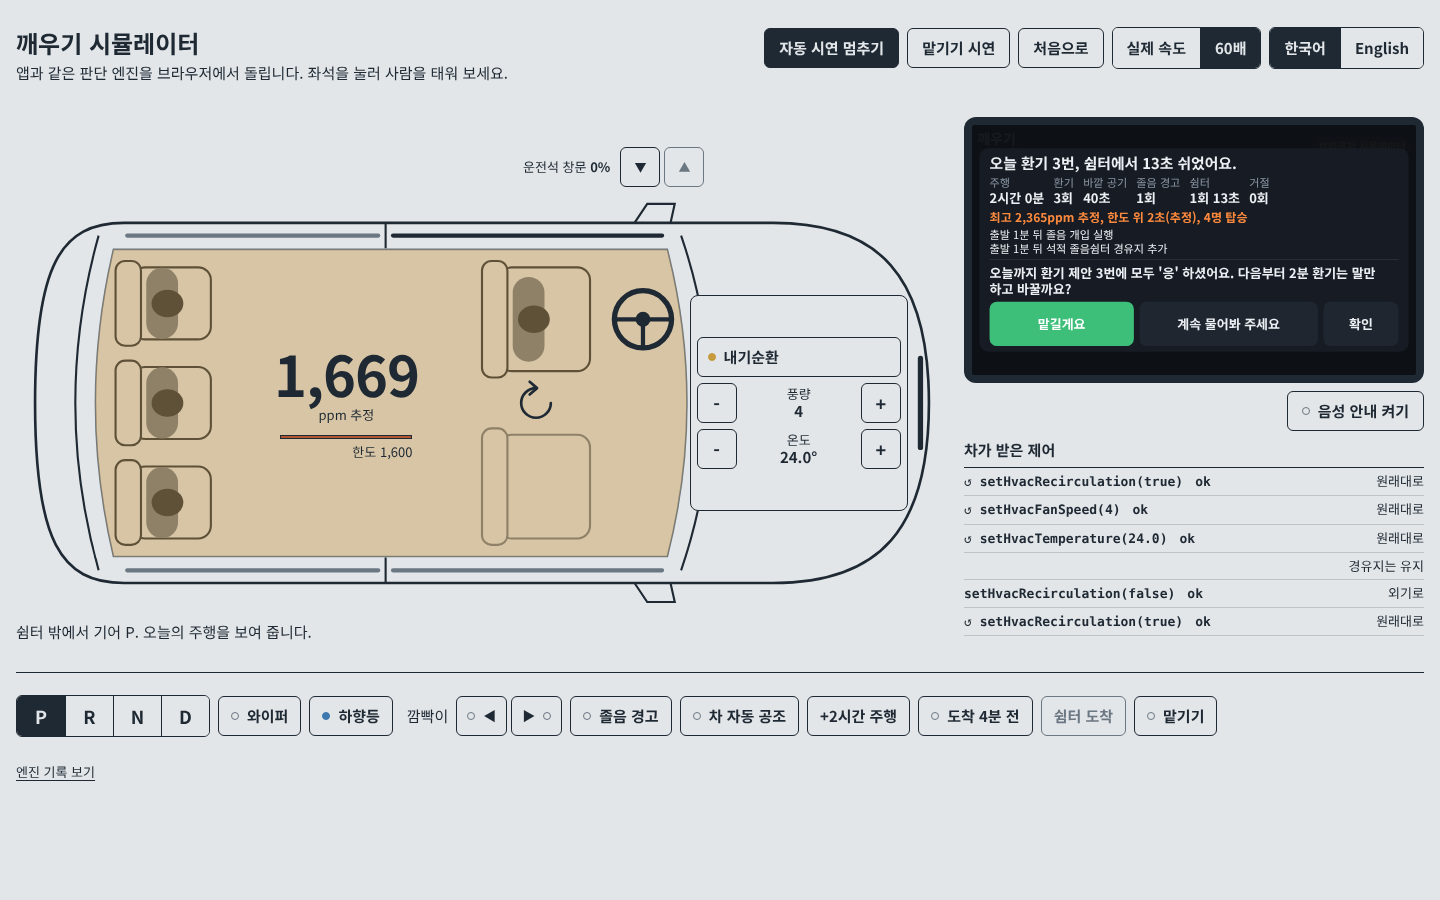 깨우기 시뮬레이터
앱과 같은 판단 엔진을 브라우저에서 돌립니다. 좌석을 눌러 사람을 태워 보세요.
자동 시연 멈추기 맡기기 시연 처음으로 실제 속도 60배 한국어 English
운전석 창문 0% ▼ ▲
1,669
ppm 추정
한도 1,600
내기순환
- 풍량 4 +
- 온도 24.0° +
깨우기
오늘 환기 3번, 쉼터에서 13초 쉬었어요.
주행 환기 바깥 공기 졸음 경고 쉼터 거절
2시간 0분 3회 40초 1회 1회 13초 0회
최고 2,365ppm 추정, 한도 위 2초(추정), 4명 탑승
출발 1분 뒤 졸음 개입 실행
출발 1분 뒤 석적 졸음쉼터 경유지 추가
오늘까지 환기 제안 3번에 모두 '응' 하셨어요. 다음부터 2분 환기는 말만
하고 바꿀까요?
맡길게요 계속 물어봐 주세요 확인
음성 안내 켜기
차가 받은 제어
↺ setHvacRecirculation(true) ok 원래대로
↺ setHvacFanSpeed(4) ok 원래대로
↺ setHvacTemperature(24.0) ok 원래대로
경유지는 유지
setHvacRecirculation(false) ok 외기로
↺ setHvacRecirculation(true) ok 원래대로
쉼터 밖에서 기어 P. 오늘의 주행을 보여 줍니다.
P R N D 와이퍼 하향등 깜빡이 ◀ ▶ 졸음 경고 차 자동 공조 +2시간 주행 도착 4분 전 쉼터 도착 맡기기
엔진 기록 보기